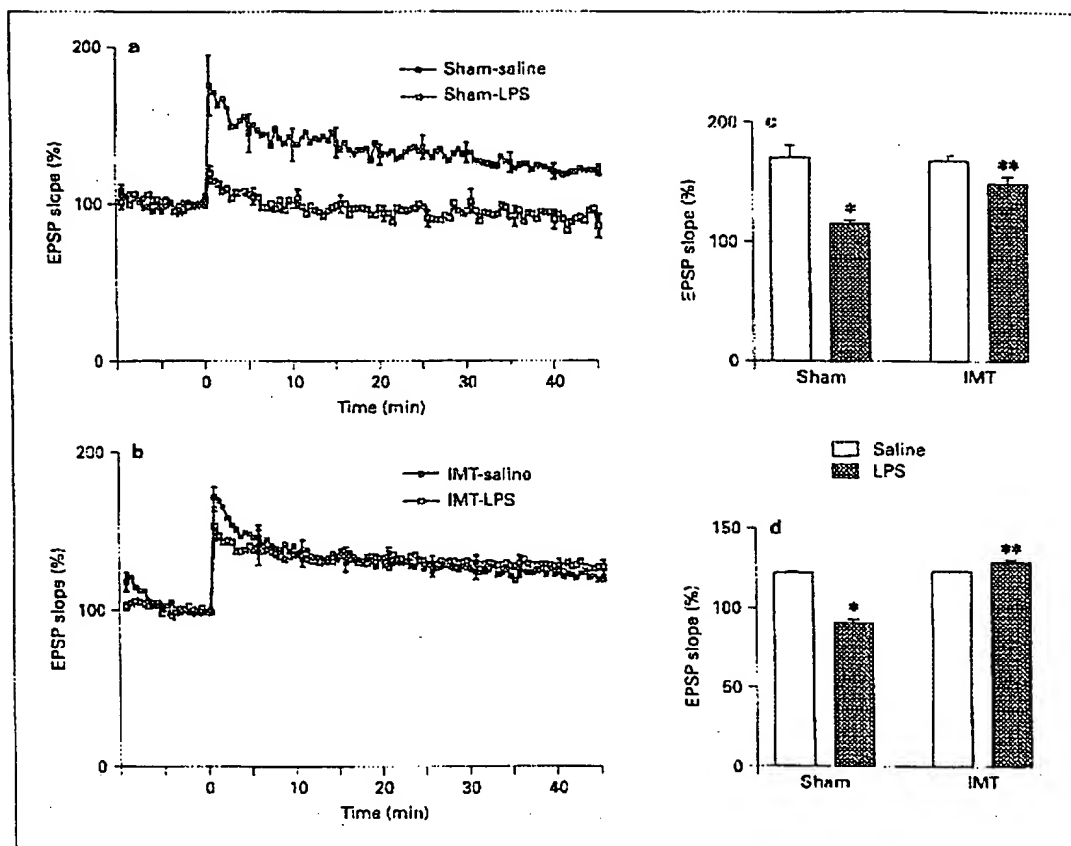 a
200
100
0
EPSP slope (%)
Sham-saline
Sham-LPS
0
10
20
30
40
Time (min)
b
200
100
0
EPSP slope (%)
IMT-salino
IMT-LPS
0
10
20
30
40
Time (min)
c
200
100
0
EPSP slope (%)
*
**
Sham
IMT
Saline
LPS
d
150
100
50
0
EPSP slope (%)
*
**
Sham
IMT